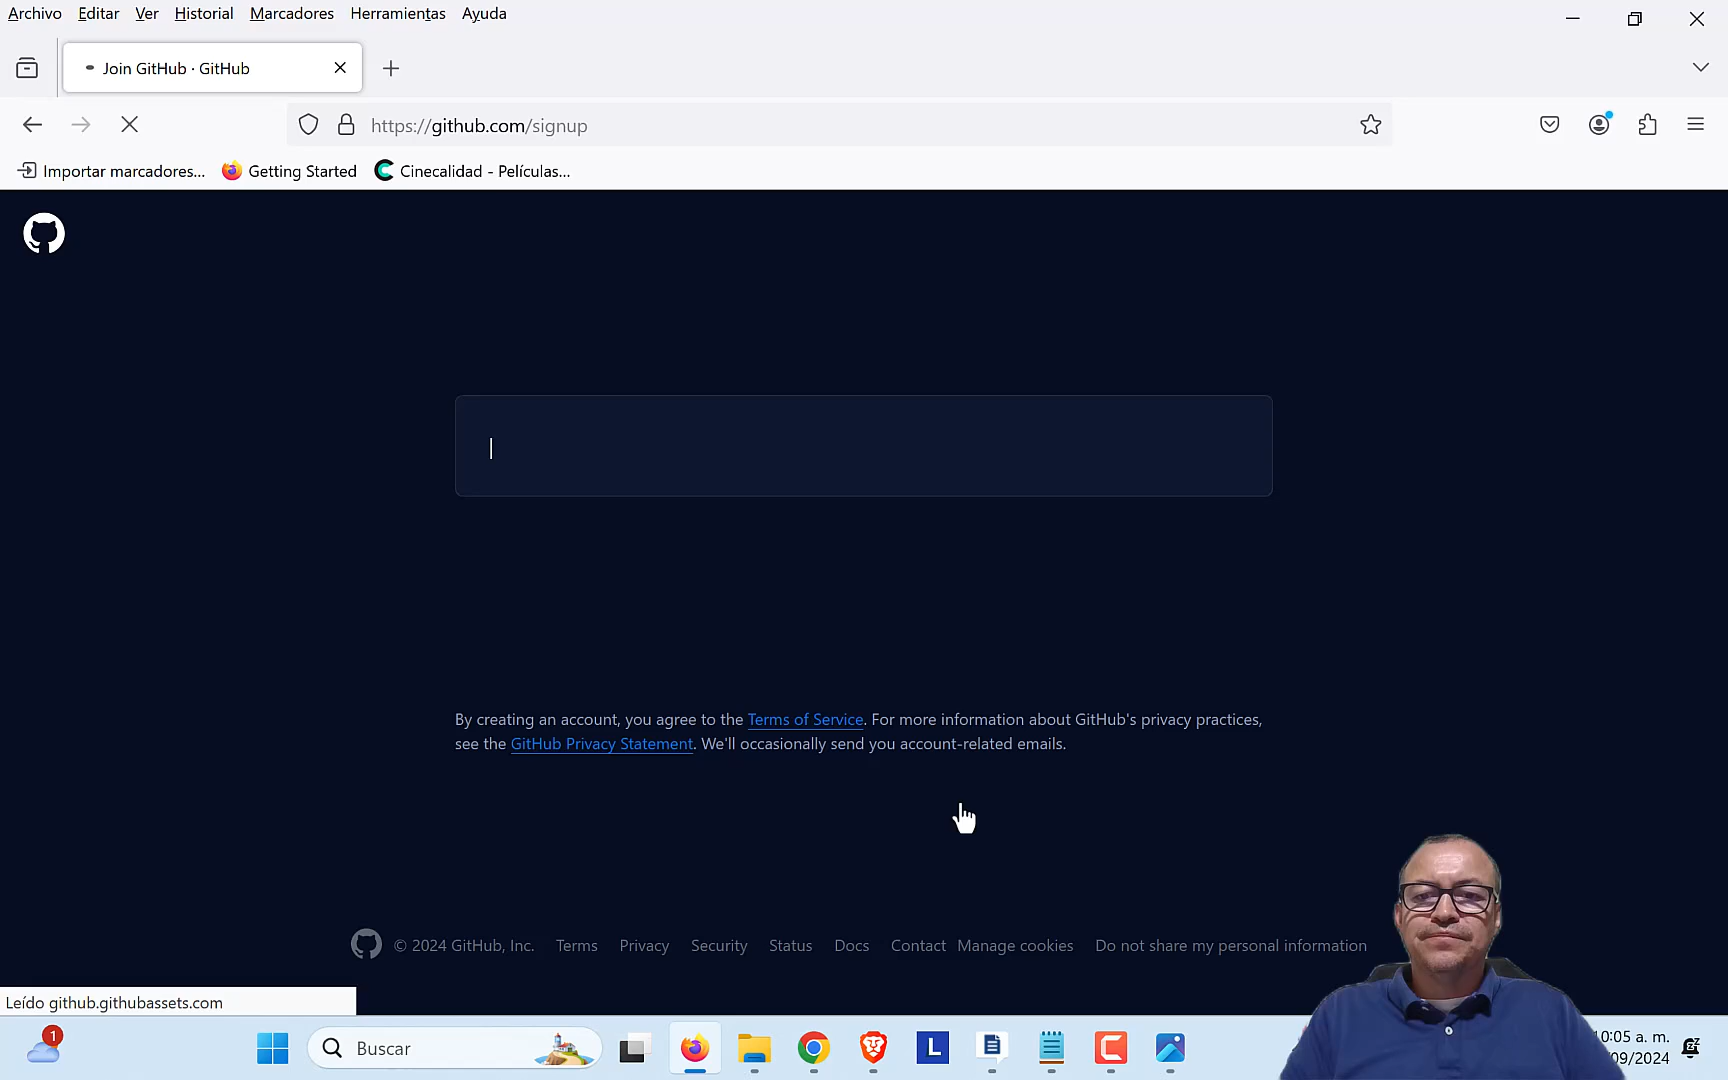 Archivo Editar Ver Historial Marcadores Herramientas Ayuda
Join GitHub · GitHub
https://github.com/signup
Importar marcadores... Getting Started Cinecalidad - Películas...
By creating an account, you agree to the Terms of Service. For more information about GitHub's privacy practices,
see the GitHub Privacy Statement. We'll occasionally send you account-related emails.
© 2024 GitHub, Inc. Terms Privacy Security Status Docs Contact Manage cookies Do not share my personal information
Leído github.githubassets.com
1
Buscar
L
10:05 a. m.
/09/2024